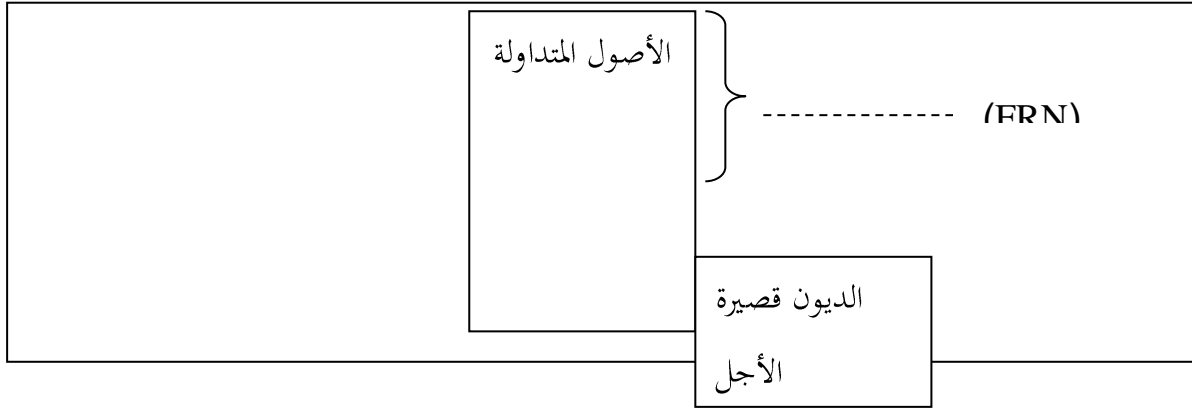 الأصول المتداولة
-------------- (FRN)
الديون قصيرة
الأجل